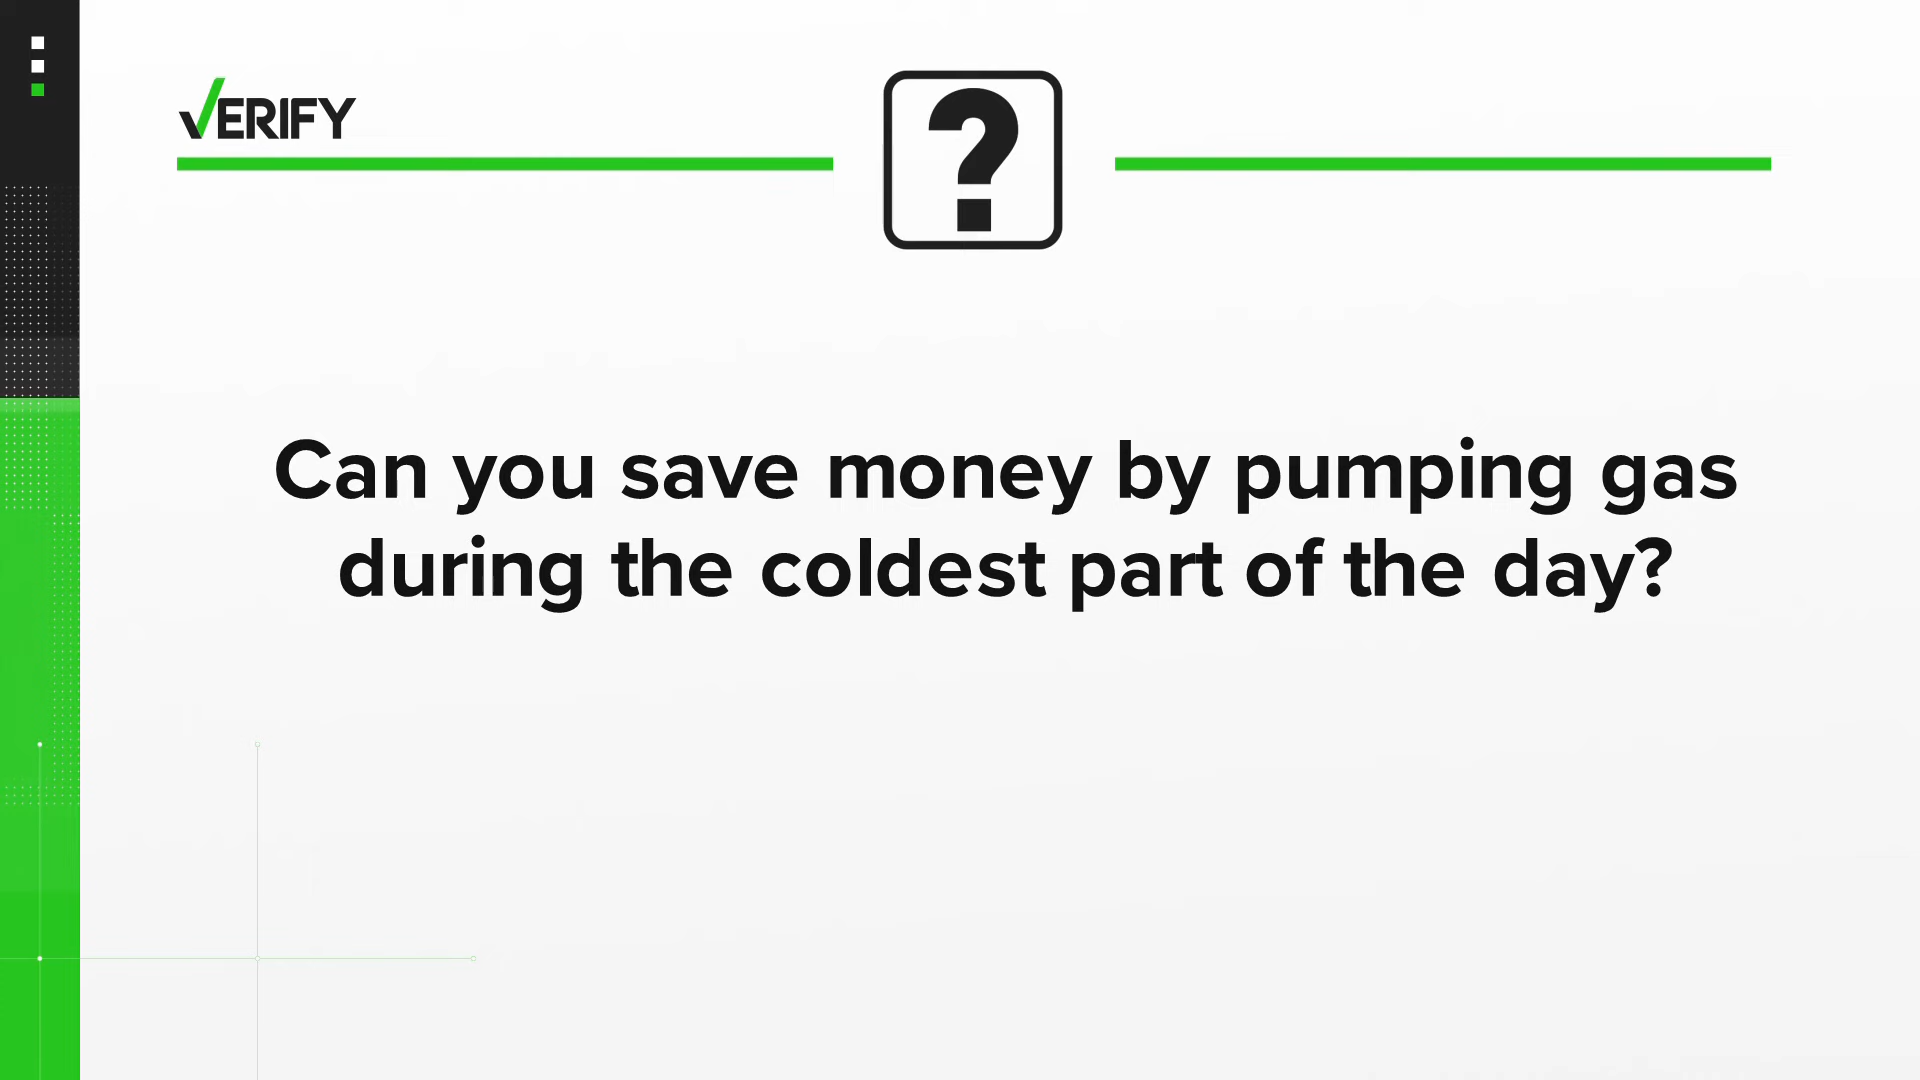 VERIFY
?
Can you save money by pumping gas
during the coldest part of the day?